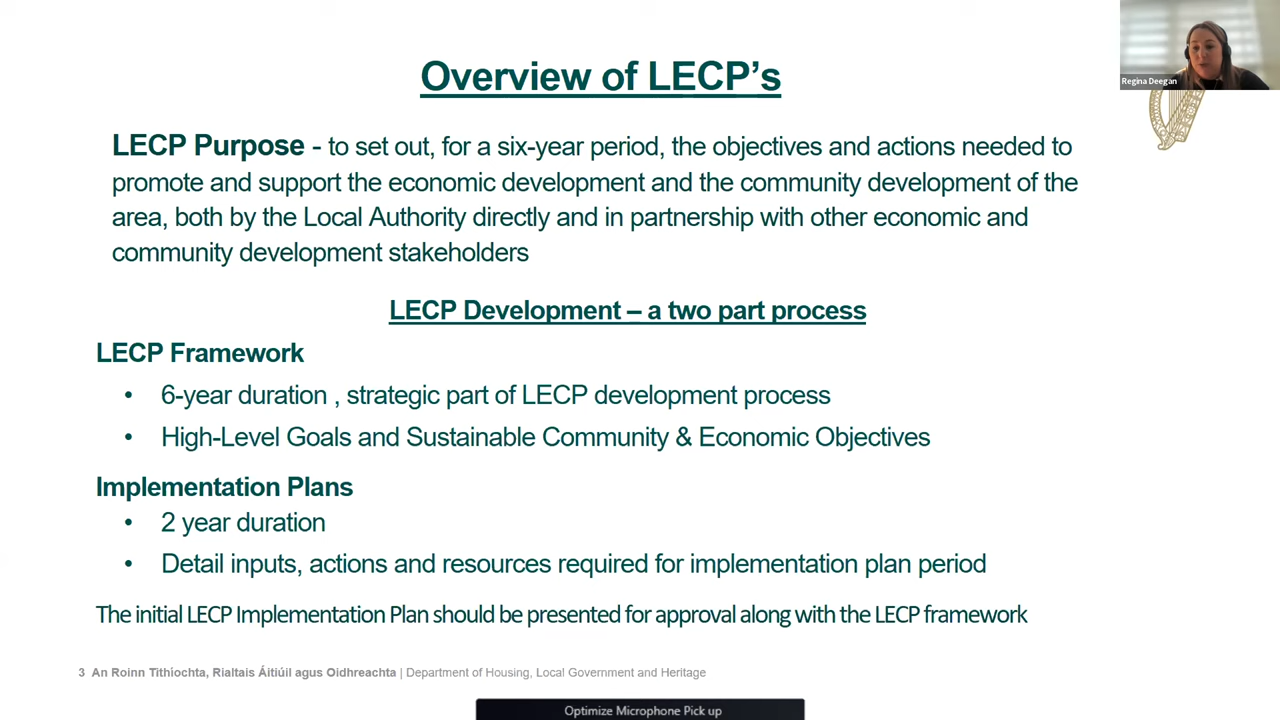 Overview of LECP's
Regina Deegan
LECP Purpose - to set out, for a six-year period, the objectives and actions needed to
promote and support the economic development and the community development of the
area, both by the Local Authority directly and in partnership with other economic and
community development stakeholders
LECP Development – a two part process
LECP Framework
• 6-year duration , strategic part of LECP development process
• High-Level Goals and Sustainable Community & Economic Objectives
Implementation Plans
• 2 year duration
• Detail inputs, actions and resources required for implementation plan period
The initial LECP Implementation Plan should be presented for approval along with the LECP framework
3 An Roinn Tithíochta, Rialtais Áitiúil agus Oidhreachta | Department of Housing, Local Government and Heritage
Optimize Microphone Pick up